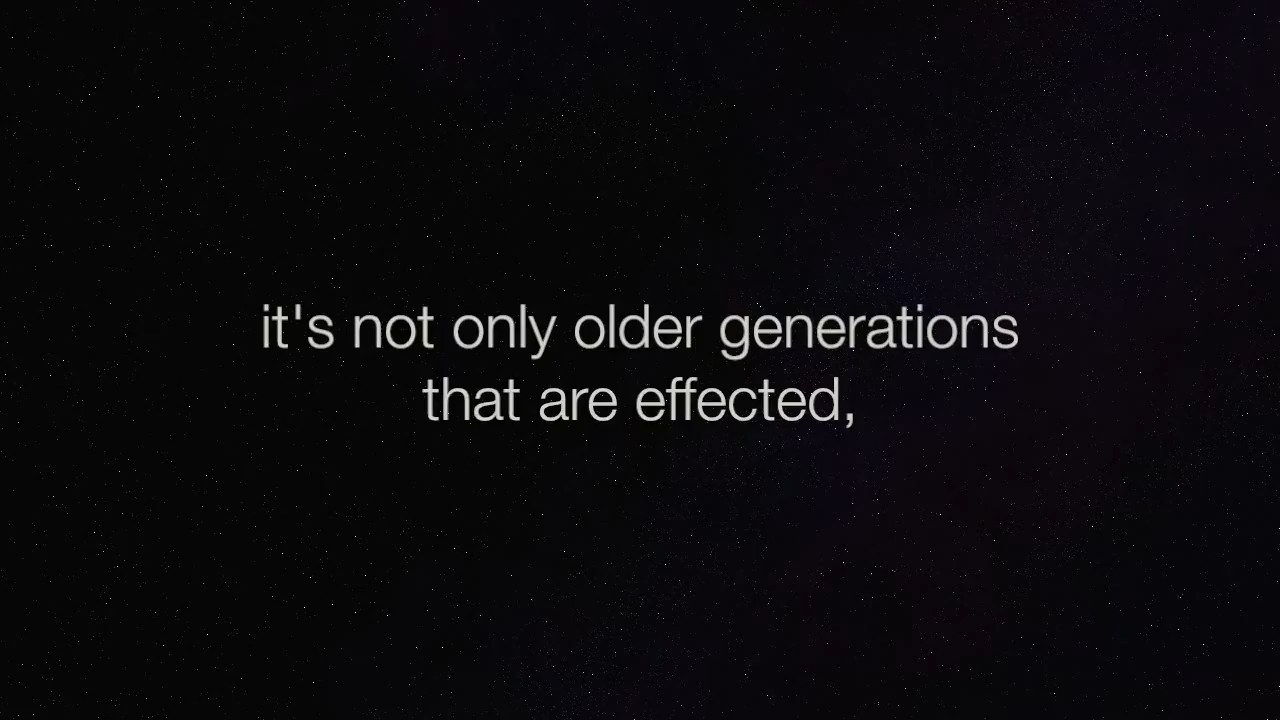 it's not only older generations
that are effected,